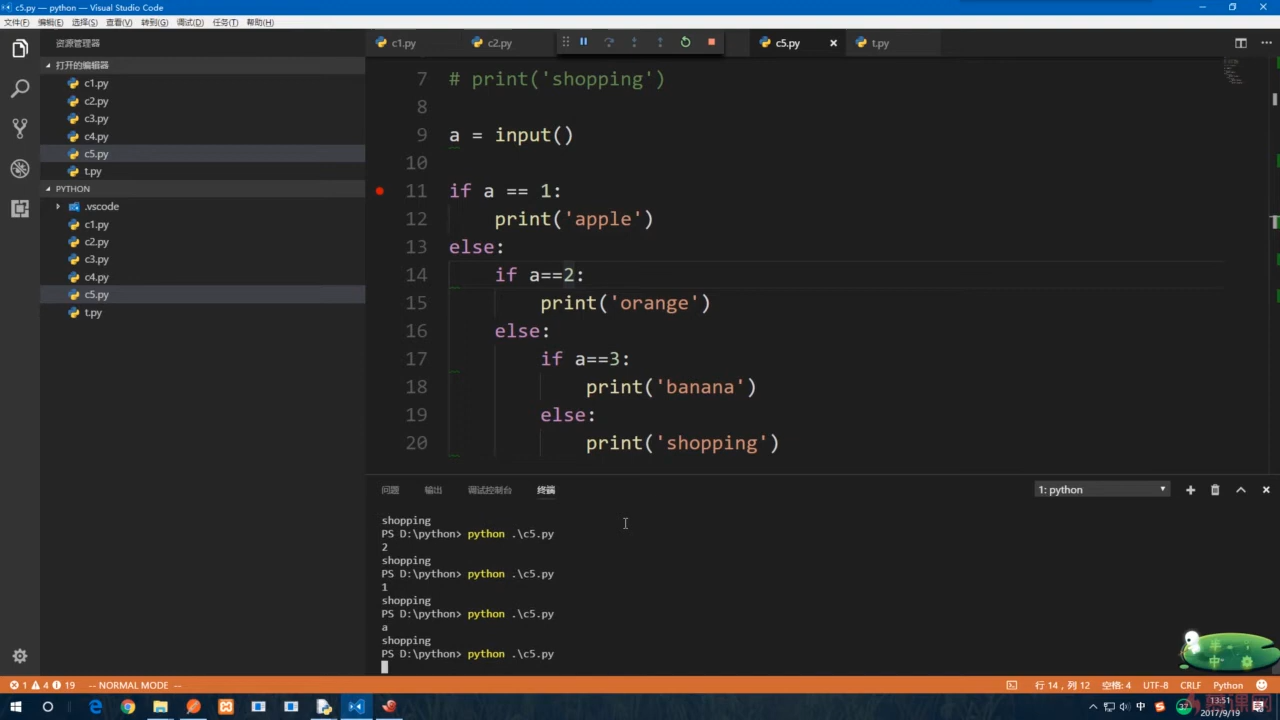 c5.py — python — Visual Studio Code
文件(F) 编辑(E) 选择(S) 查看(V) 转到(G) 调试(D) 任务(T) 帮助(H)
资源管理器
c1.py c2.py c5.py t.py
打开的编辑器
c1.py
c2.py
c3.py
c4.py
c5.py
t.py
PYTHON
.vscode
c1.py
c2.py
c3.py
c4.py
c5.py
t.py
7 # print('shopping')
8
9 a = input()
10
11 if a == 1:
12 print('apple')
13 else:
14 if a==2:
15 print('orange')
16 else:
17 if a==3:
18 print('banana')
19 else:
20 print('shopping')
问题 输出 调试控制台 终端 1: python
shopping
PS D:\python> python .\c5.py
2
shopping
PS D:\python> python .\c5.py
1
shopping
PS D:\python> python .\c5.py
a
shopping
PS D:\python> python .\c5.py
半
中
1 4 19 -- NORMAL MODE -- 行 14，列 12 空格: 4 UTF-8 CRLF Python
中 37 13:51
2017/9/19